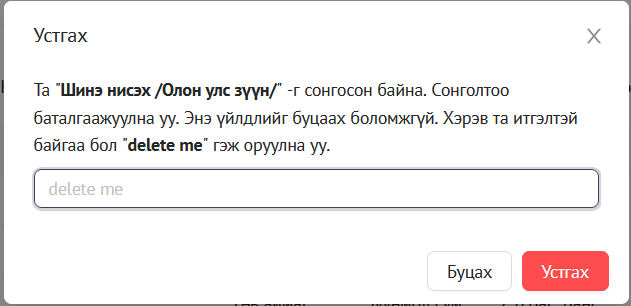 Устгах
Та "Шинэ нисэх /Олон улс зүүн/" -г сонгосон байна. Сонголтоо
баталгаажуулна уу. Энэ үйлдлийг буцаах боломжгүй. Хэрэв та итгэлтэй
байгаа бол "delete me" гэж оруулна уу.
delete me
Буцах
Устгах